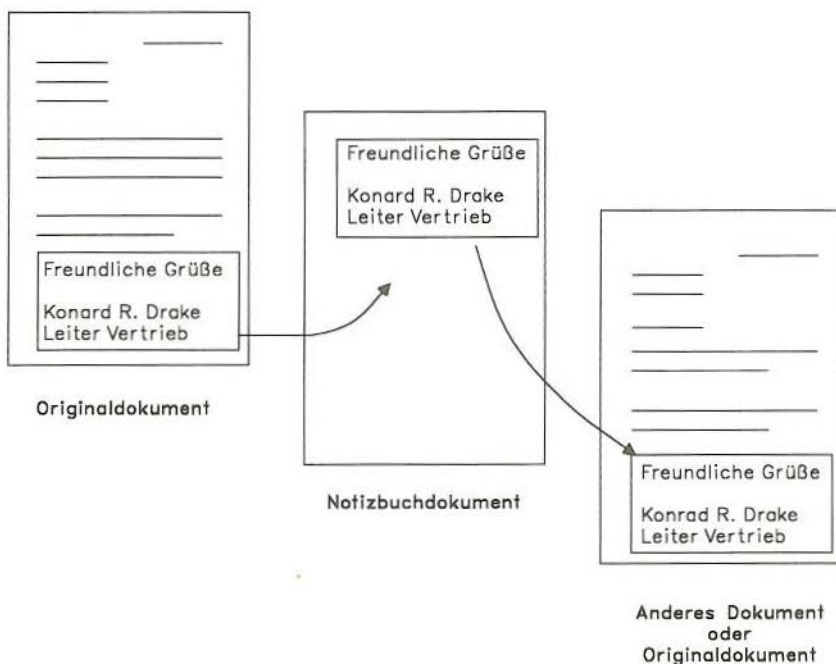 Freundliche Grüße
Konard R. Drake
Leiter Vertrieb
Originaldokument
Freundliche Grüße
Konard R. Drake
Leiter Vertrieb
Notizbuchdokument
Freundliche Grüße
Konrad R. Drake
Leiter Vertrieb
Anderes Dokument
oder
Originaldokument